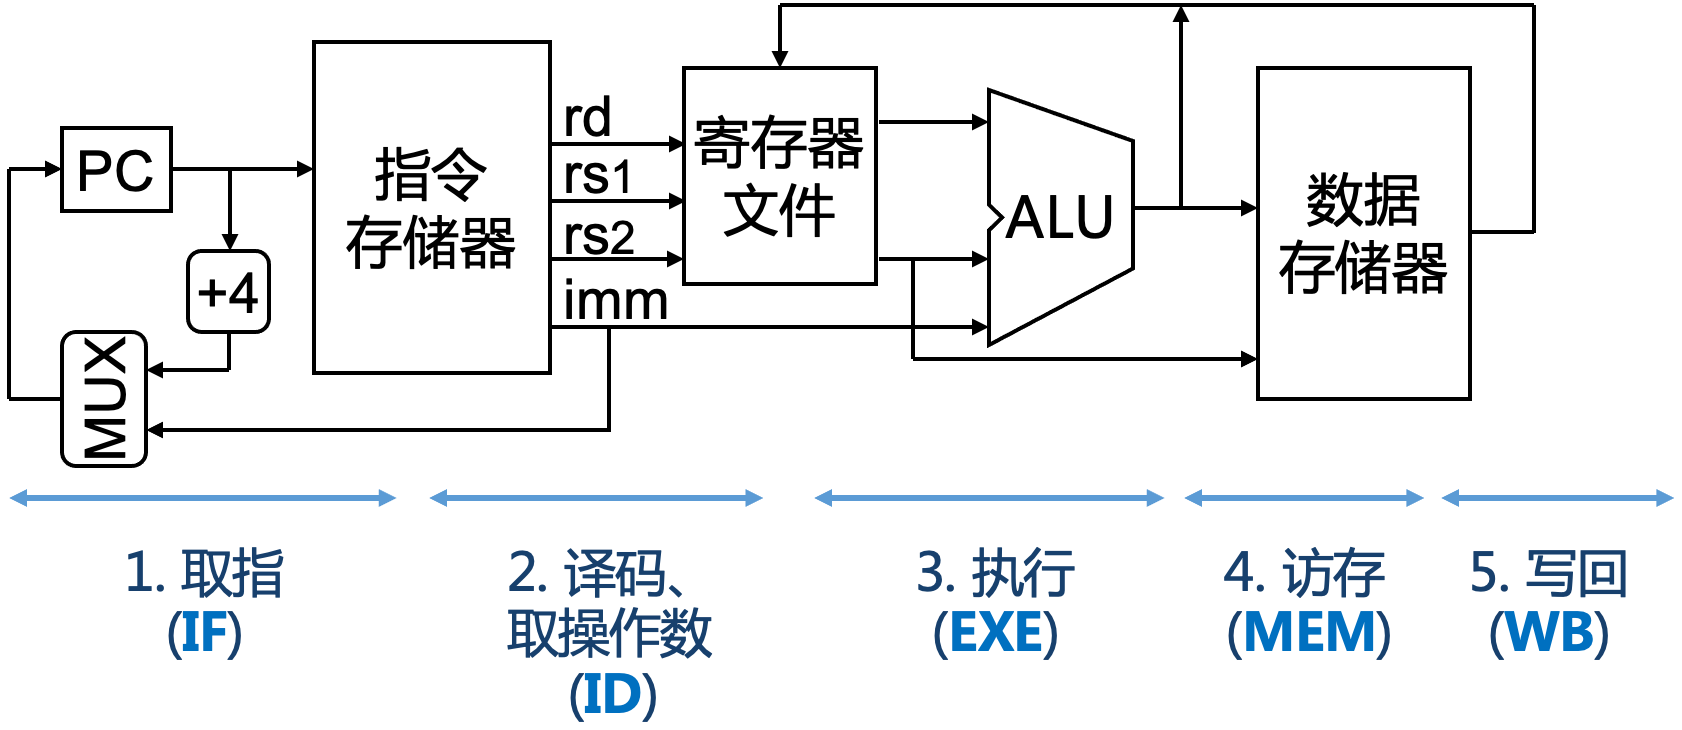 PC
+4
MUX
指令
存储器
rd
rs1
rs2
imm
寄存器
文件
ALU
数据
存储器
1. 取指
(IF)
2. 译码、
取操作数
(ID)
3. 执行
(EXE)
4. 访存
(MEM)
5. 写回
(WB)